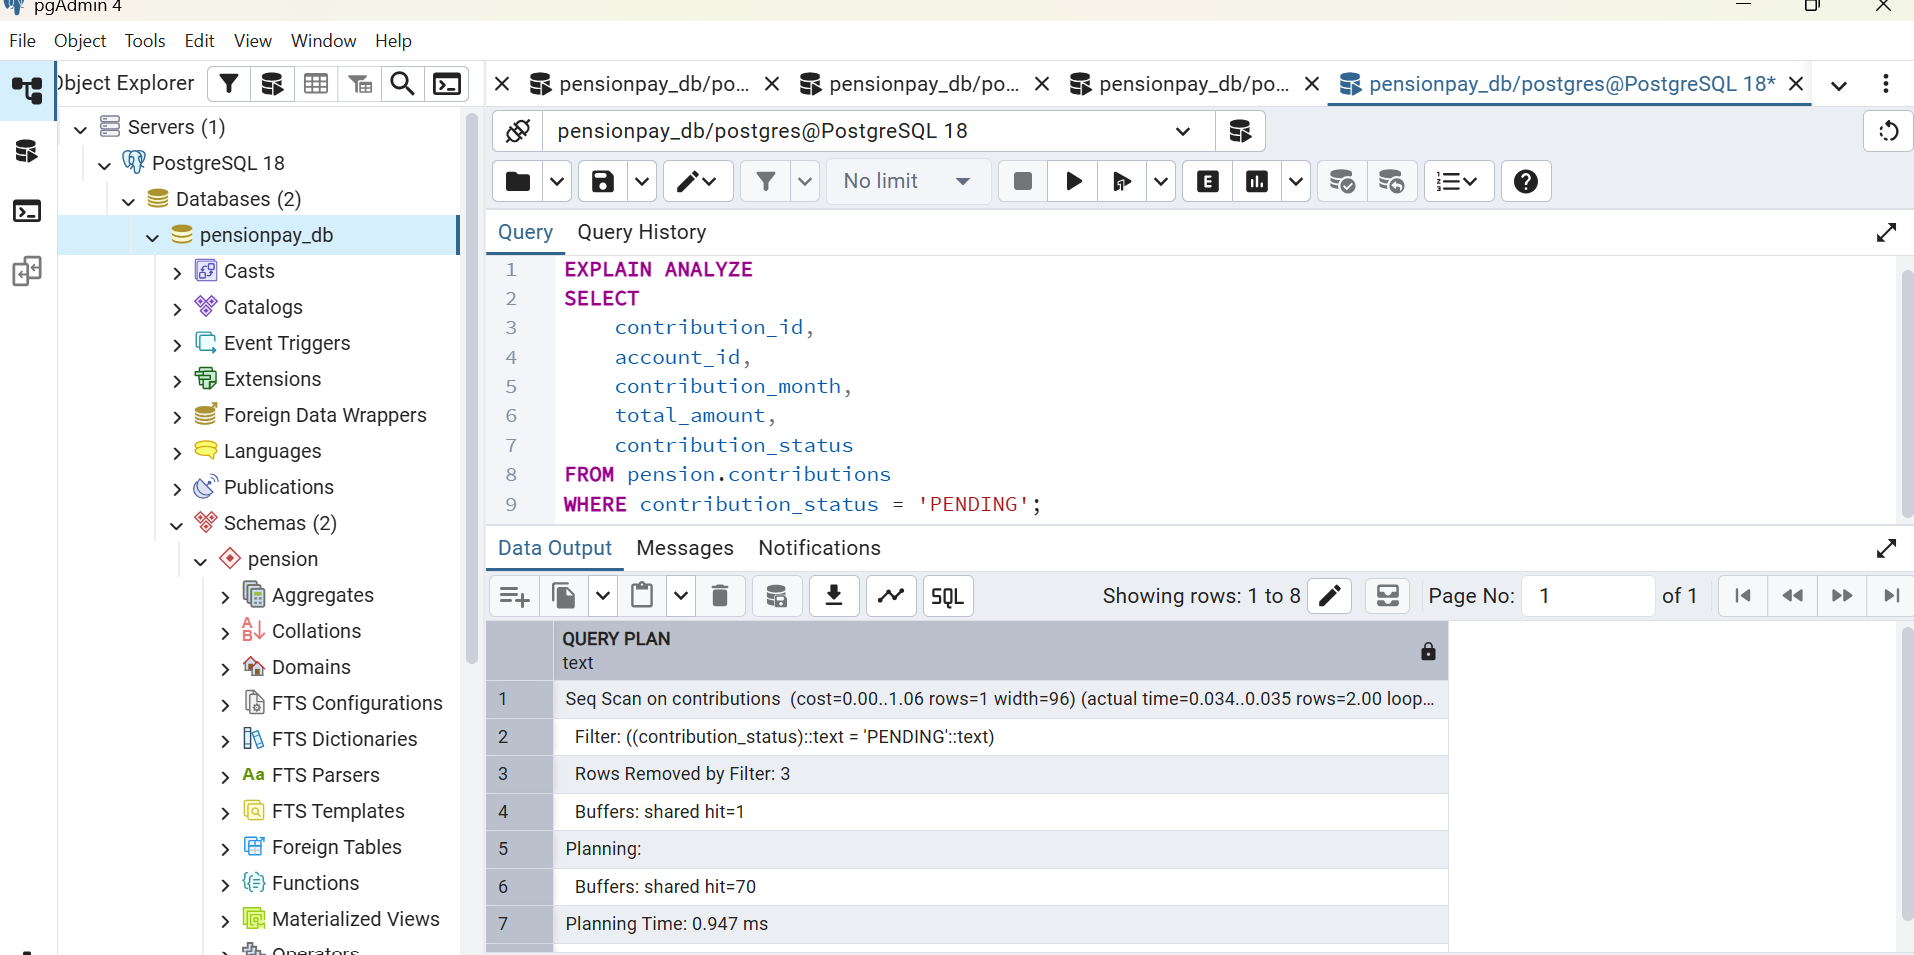 pgAdmin 4
File Object Tools Edit View Window Help
Object Explorer
pensionpay_db/po... pensionpay_db/po... pensionpay_db/po... pensionpay_db/postgres@PostgreSQL 18*
Servers (1)
PostgreSQL 18
Databases (2)
pensionpay_db
Casts
Catalogs
Event Triggers
Extensions
Foreign Data Wrappers
Languages
Publications
Schemas (2)
pension
Aggregates
Collations
Domains
FTS Configurations
FTS Dictionaries
Aa FTS Parsers
FTS Templates
Foreign Tables
Functions
Materialized Views
Operators
pensionpay_db/postgres@PostgreSQL 18
No limit
E
Query Query History
1 EXPLAIN ANALYZE
2 SELECT
3 contribution_id,
4 account_id,
5 contribution_month,
6 total_amount,
7 contribution_status
8 FROM pension.contributions
9 WHERE contribution_status = 'PENDING';
Data Output Messages Notifications
SQL Showing rows: 1 to 8 Page No: 1 of 1
QUERY PLAN
text
1 Seq Scan on contributions (cost=0.00..1.06 rows=1 width=96) (actual time=0.034..0.035 rows=2.00 loop...
2 Filter: ((contribution_status)::text = 'PENDING'::text)
3 Rows Removed by Filter: 3
4 Buffers: shared hit=1
5 Planning:
6 Buffers: shared hit=70
7 Planning Time: 0.947 ms